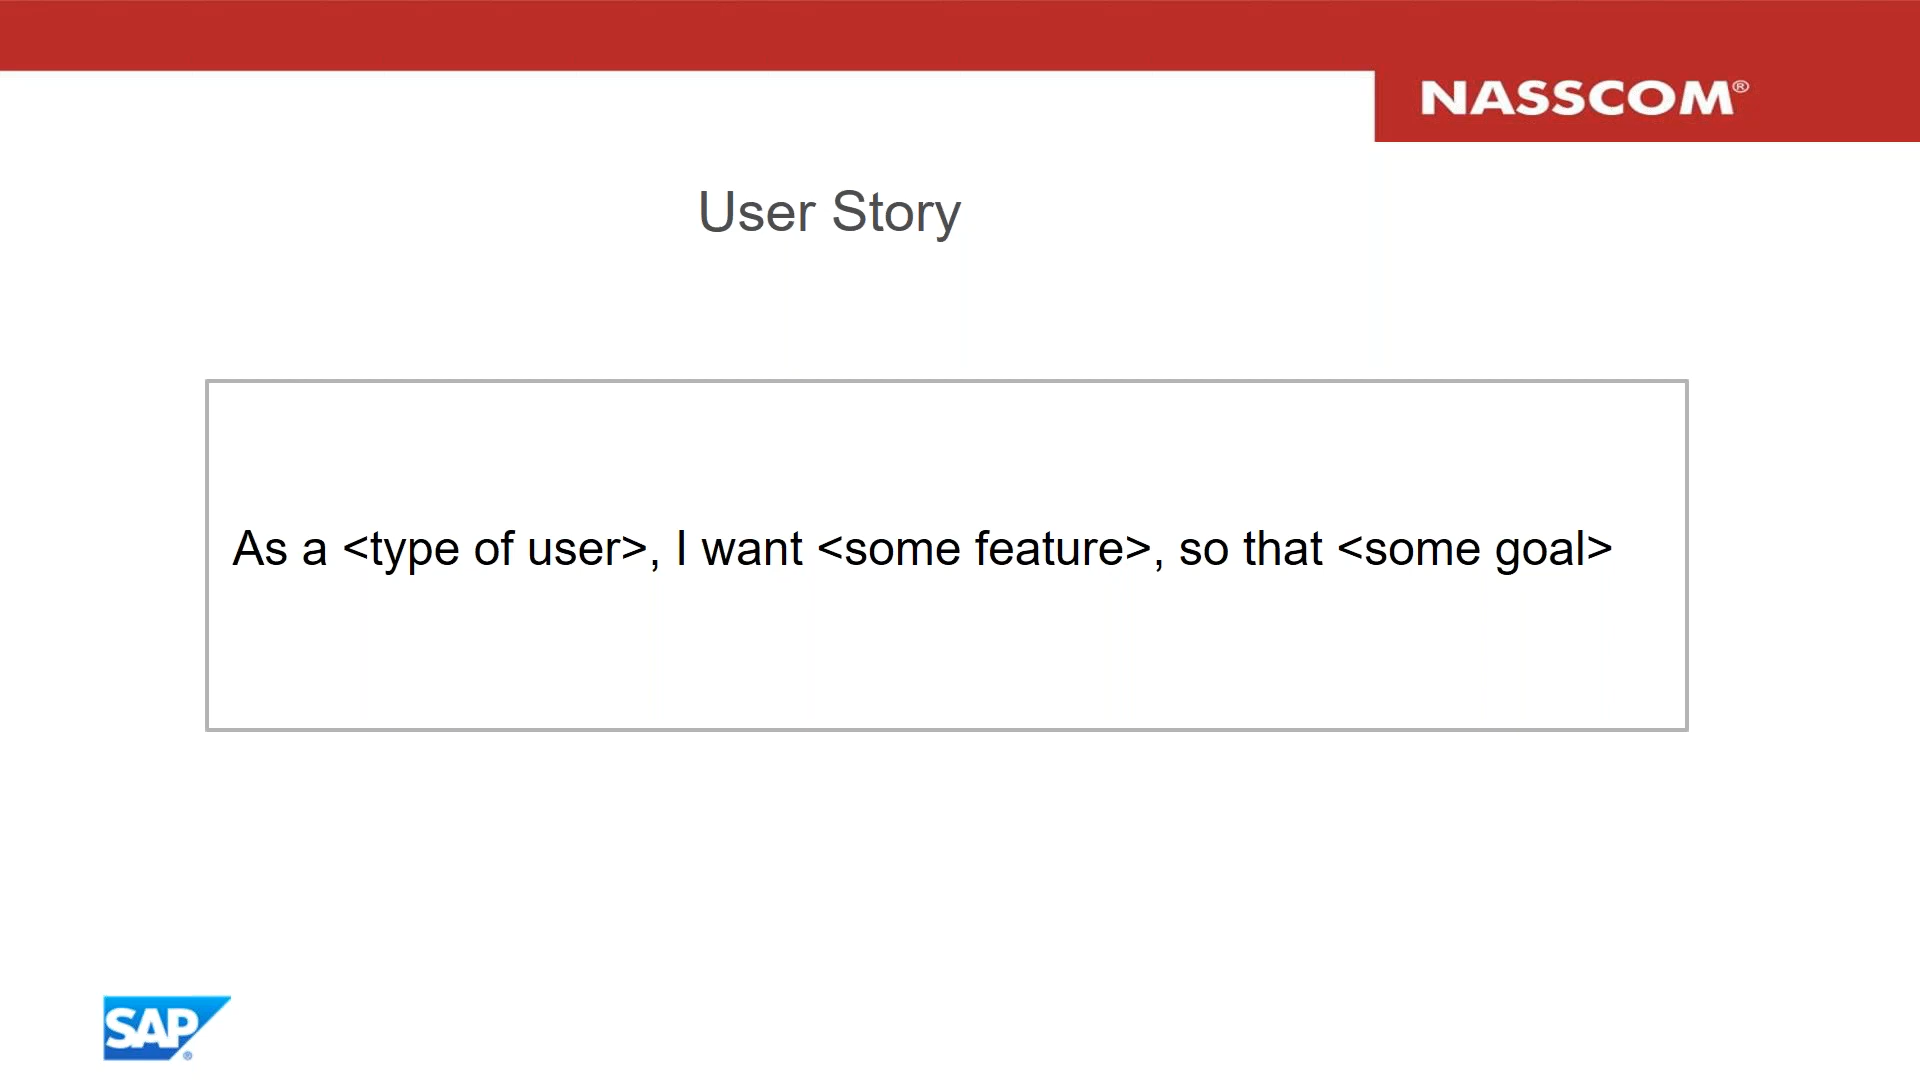 NASSCOM®
User Story
As a <type of user>, I want <some feature>, so that <some goal>
SAP®